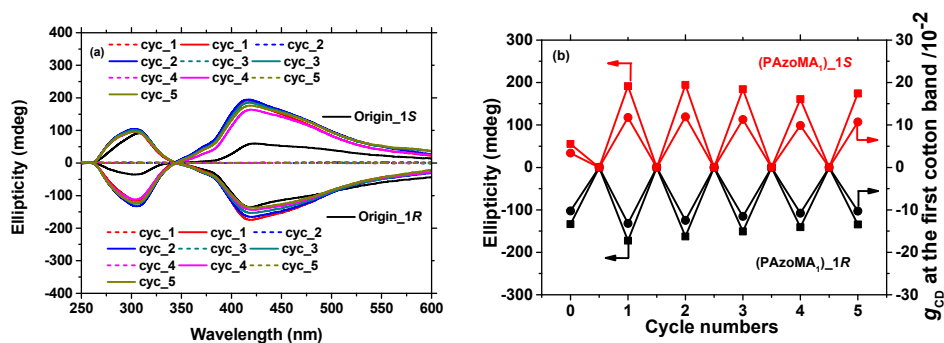 400
300
200
100
0
-100
-200
-300
-400
Ellipticity (mdeg)
(a)
cyc_1 cyc_1 cyc_2
cyc_2 cyc_3 cyc_3
cyc_4 cyc_4 cyc_5
cyc_5
Origin_1S
Origin_1R
cyc_1 cyc_1 cyc_2
cyc_2 cyc_3 cyc_3
cyc_4 cyc_4 cyc_5
cyc_5
250 300 350 400 450 500 550 600
Wavelength (nm)
300
200
100
0
-100
-200
-300
Ellipticity (mdeg)
(b)
(PAzoMA1)_1S
(PAzoMA1)_1R
0 1 2 3 4 5
Cycle numbers
30
20
10
0
-10
-20
-30
gCD at the first cotton band /10-2